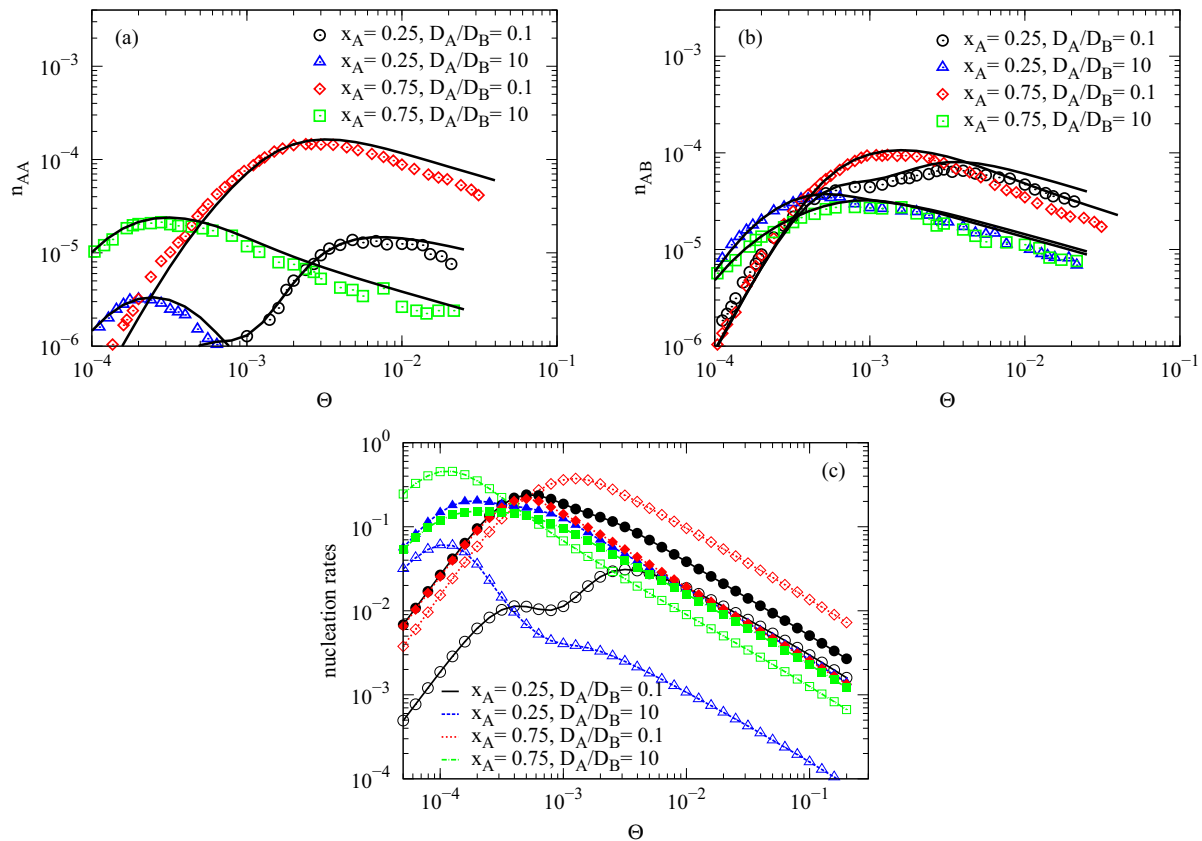 (a)
x_A= 0.25, D_A/D_B= 0.1
x_A= 0.25, D_A/D_B= 10
x_A= 0.75, D_A/D_B= 0.1
x_A= 0.75, D_A/D_B= 10
10^−3
10^−4
10^−5
10^−6
n_AA
10^−4 10^−3 10^−2 10^−1
Θ
(b)
x_A= 0.25, D_A/D_B= 0.1
x_A= 0.25, D_A/D_B= 10
x_A= 0.75, D_A/D_B= 0.1
x_A= 0.75, D_A/D_B= 10
10^−3
10^−4
10^−5
10^−6
n_AB
10^−4 10^−3 10^−2 10^−1
Θ
(c)
10^0
10^−1
10^−2
10^−3
10^−4
nucleation rates
x_A= 0.25, D_A/D_B= 0.1
x_A= 0.25, D_A/D_B= 10
x_A= 0.75, D_A/D_B= 0.1
x_A= 0.75, D_A/D_B= 10
10^−4 10^−3 10^−2 10^−1
Θ